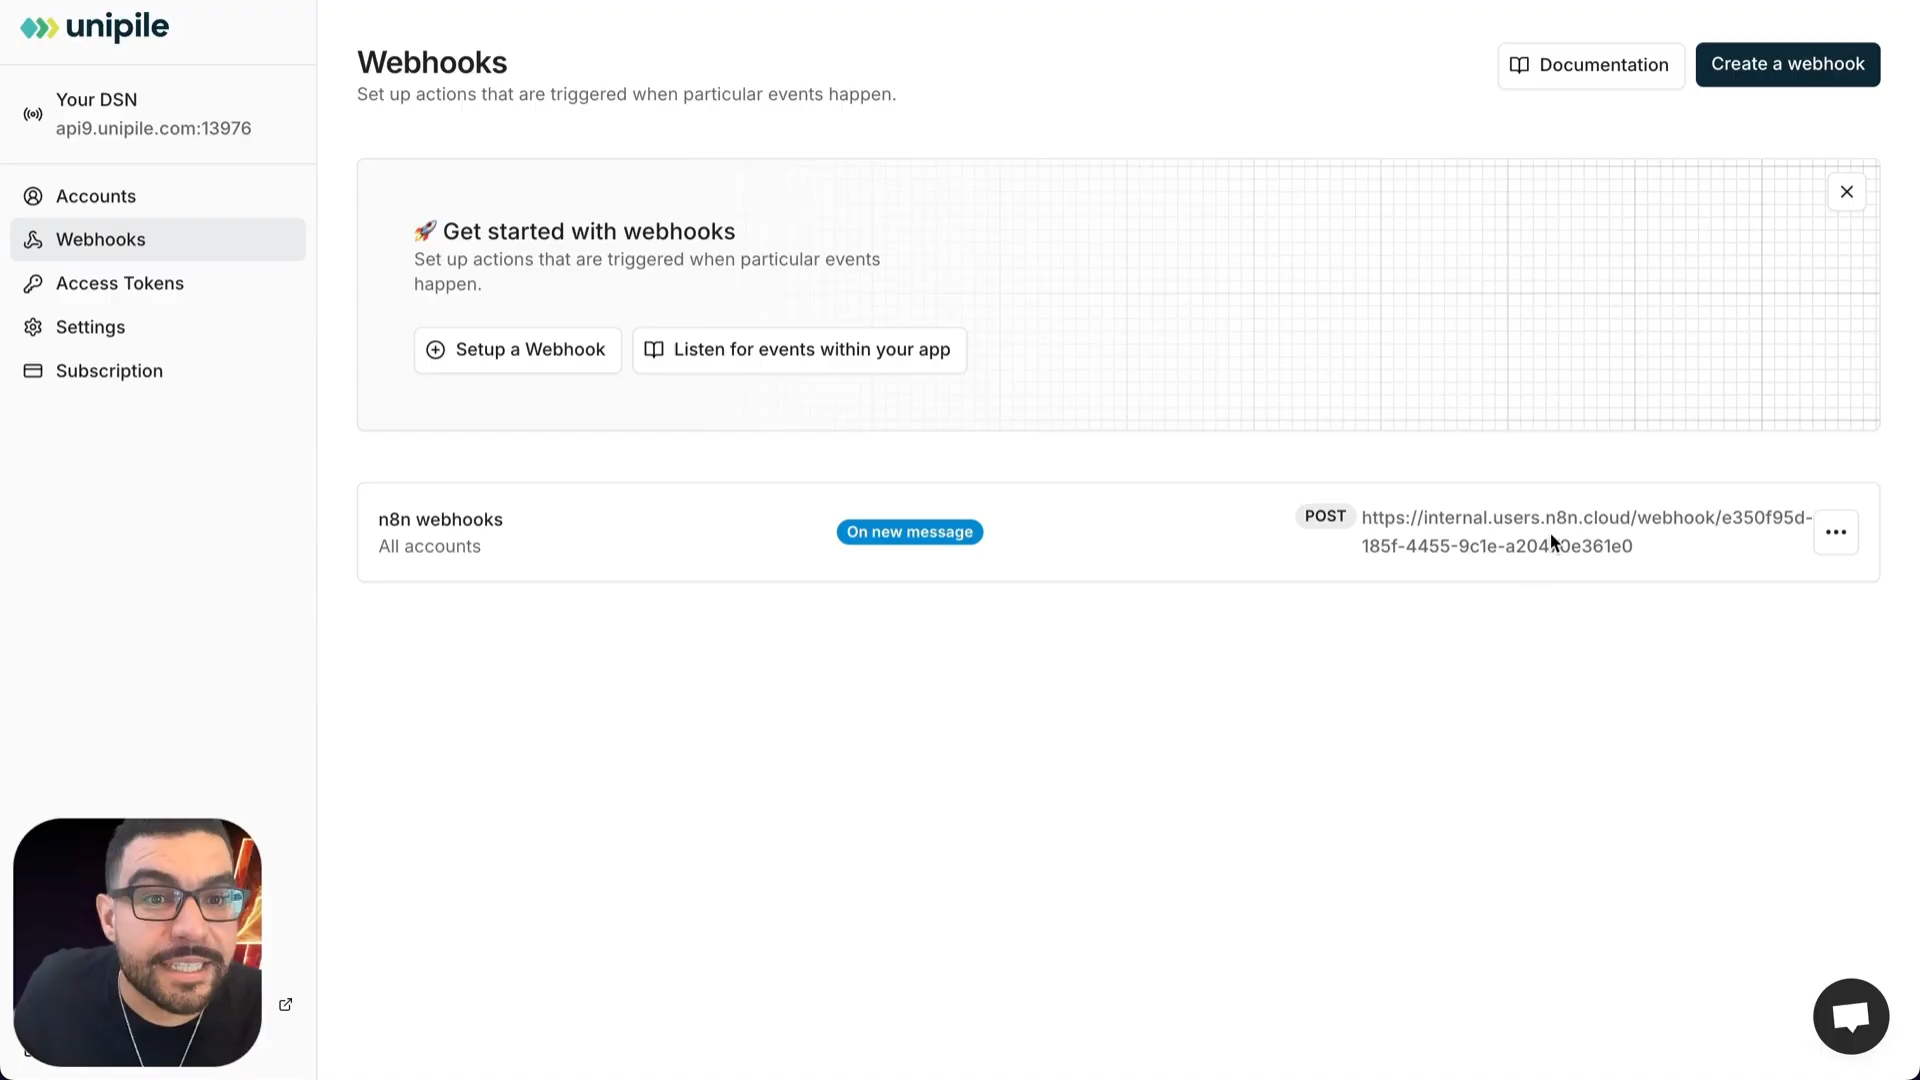 unipile
Your DSN
api9.unipile.com:13976
Accounts
Webhooks
Access Tokens
Settings
Subscription
Webhooks
Set up actions that are triggered when particular events happen.
Documentation
Create a webhook
🚀 Get started with webhooks
Set up actions that are triggered when particular events
happen.
Setup a Webhook
Listen for events within your app
n8n webhooks
All accounts
On new message
POST
https://internal.users.n8n.cloud/webhook/e350f95d-